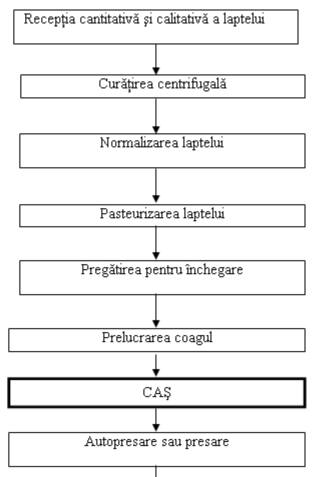 Recepția cantitativă și calitativă a laptelui
Curățirea centrifugală
Normalizarea laptelui
Pasteurizarea laptelui
Pregătirea pentru închegare
Prelucrarea coagul
CAȘ
Autopresare sau presare